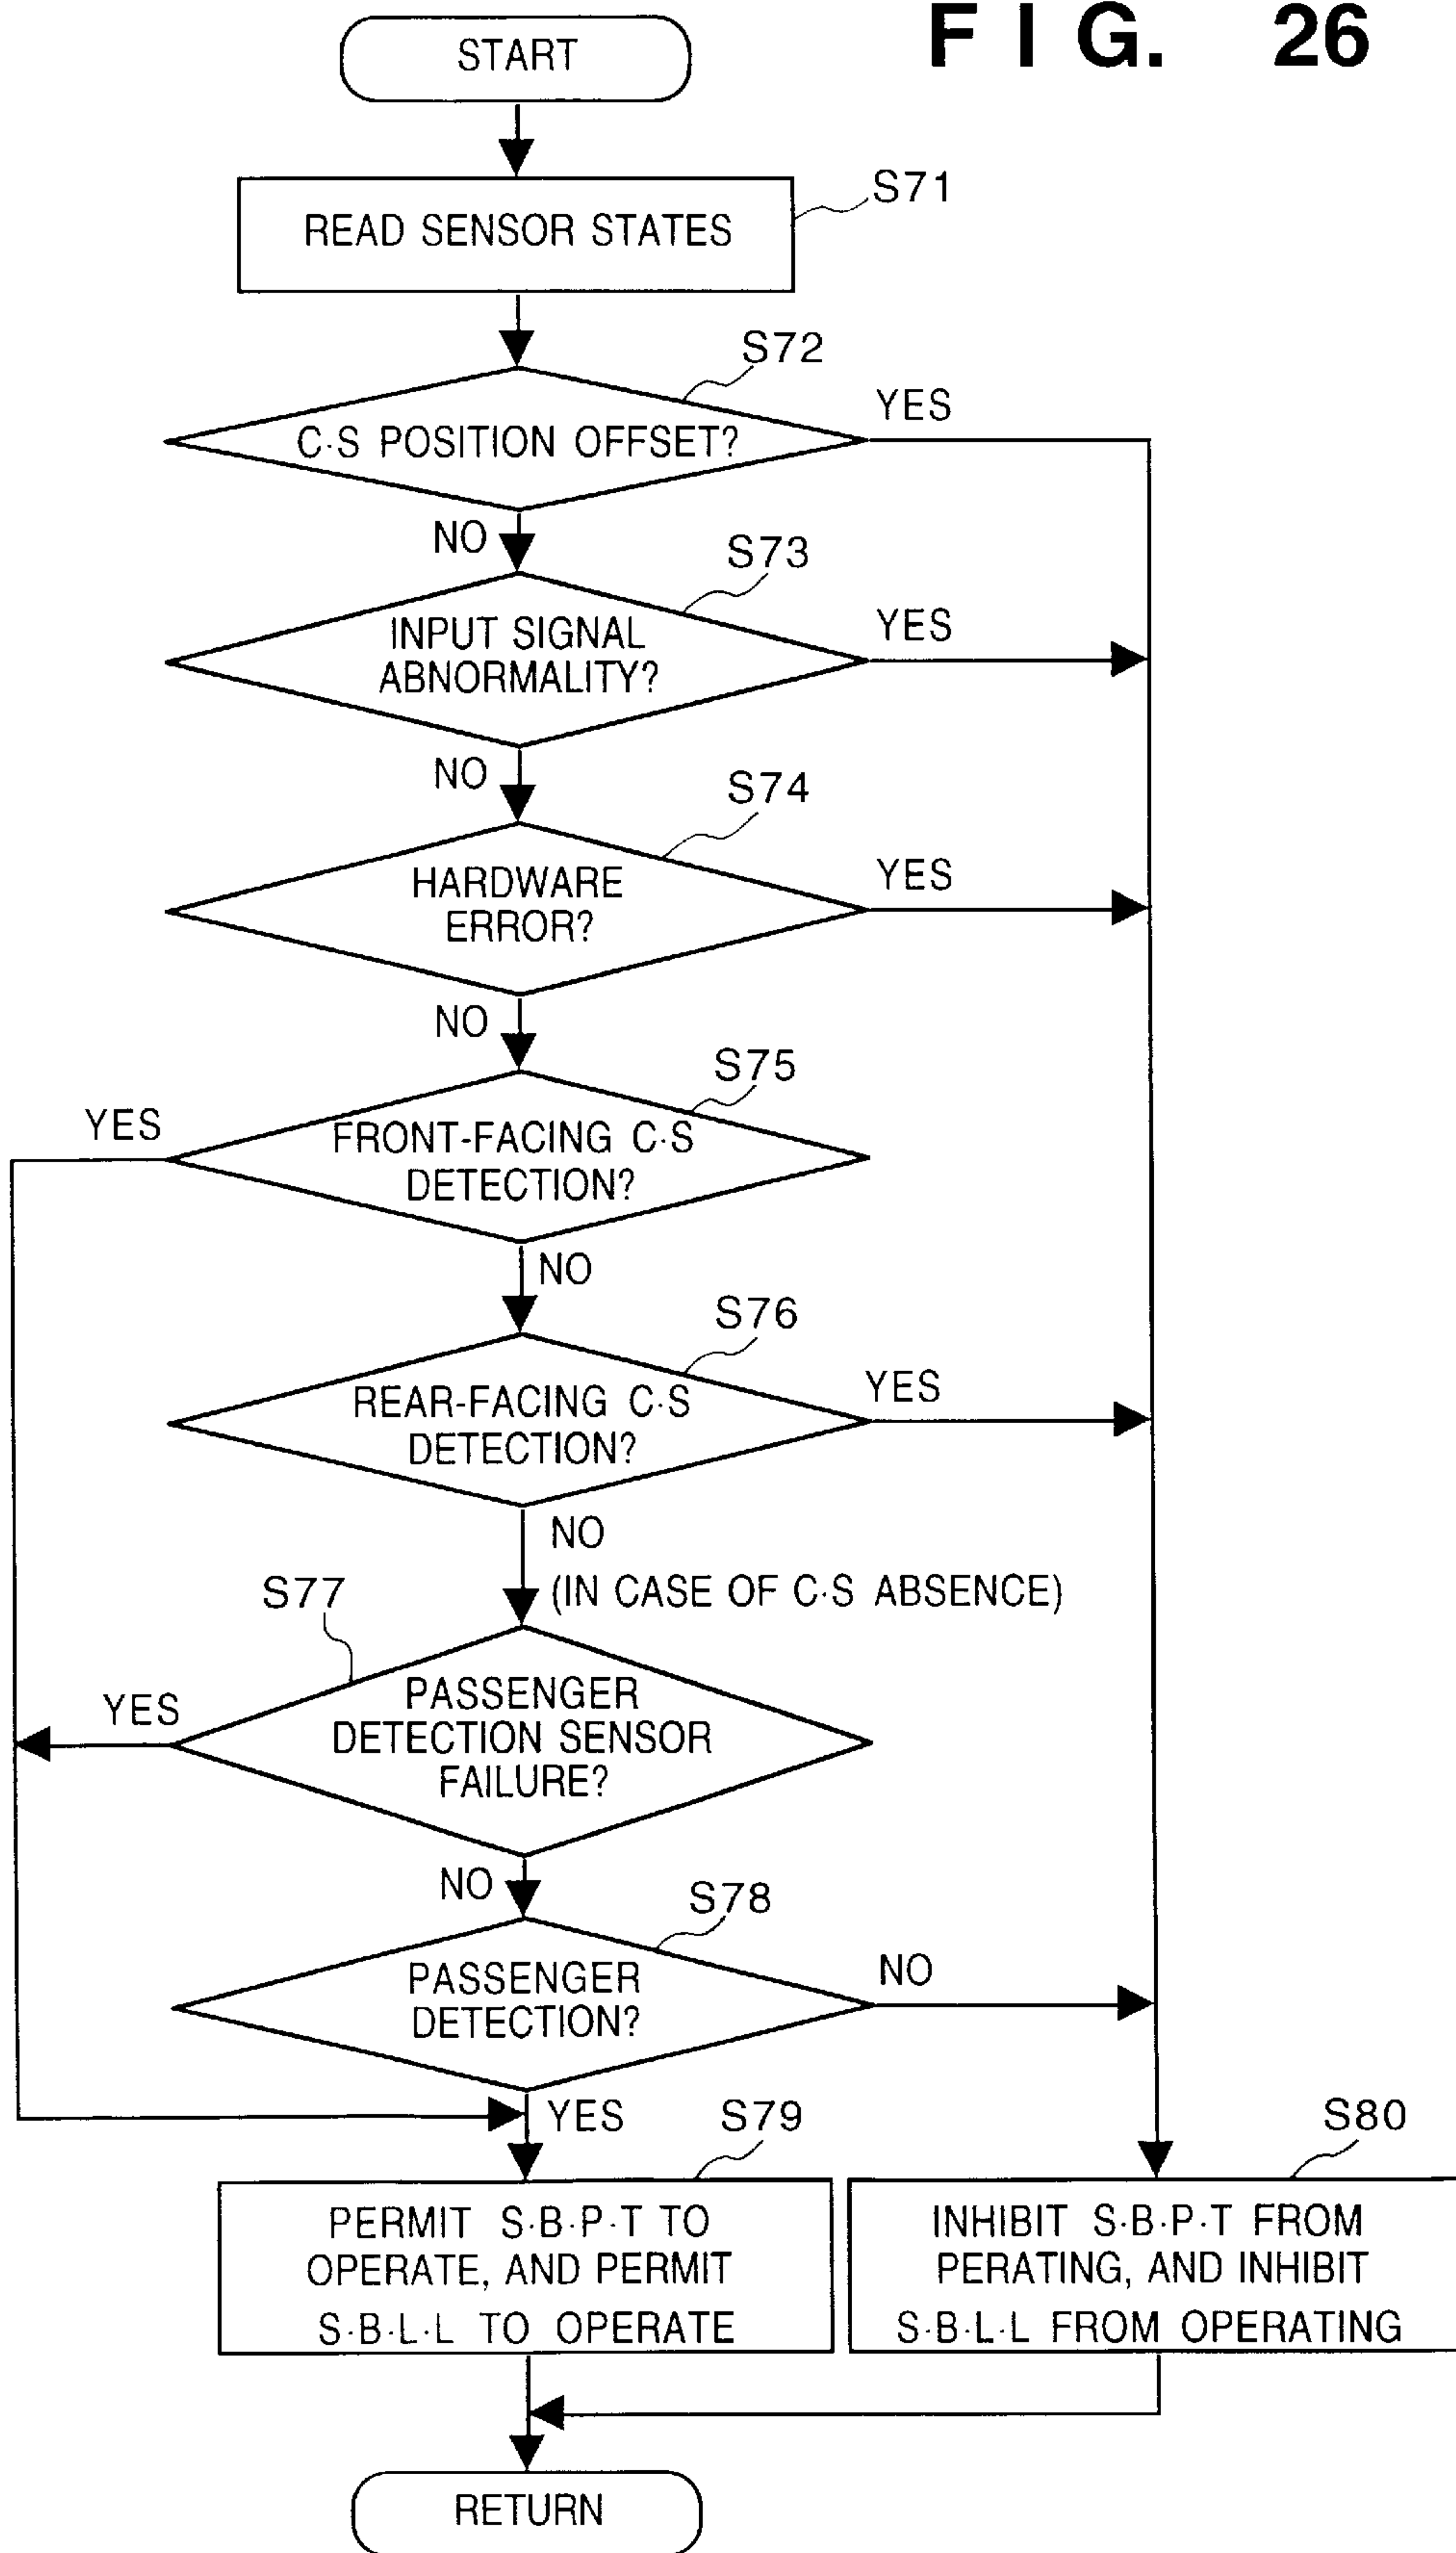 FIG. 26
START
S71
READ SENSOR STATES
S72
C·S POSITION OFFSET?
YES
NO
S73
INPUT SIGNAL
ABNORMALITY?
YES
NO
S74
HARDWARE
ERROR?
YES
NO
S75
YES
FRONT-FACING C·S
DETECTION?
NO
S76
REAR-FACING C·S
DETECTION?
YES
NO
(IN CASE OF C·S ABSENCE)
S77
PASSENGER
DETECTION SENSOR
FAILURE?
YES
NO
S78
PASSENGER
DETECTION?
NO
YES
S79
PERMIT S·B·P·T TO
OPERATE, AND PERMIT
S·B·L·L TO OPERATE
S80
INHIBIT S·B·P·T FROM
PERATING, AND INHIBIT
S·B·L·L FROM OPERATING
RETURN